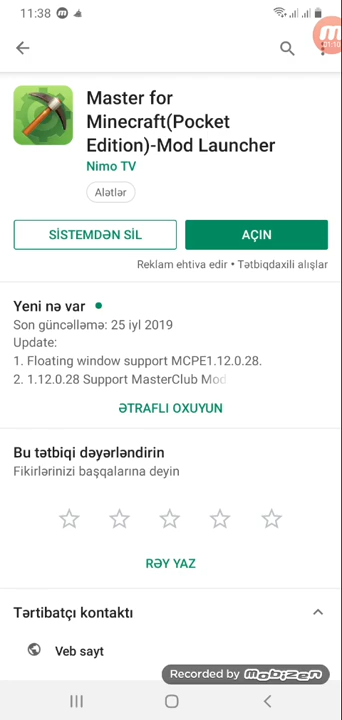 11:38
01:10
Master for
Minecraft(Pocket
Edition)-Mod Launcher
Nimo TV
Alətlər
SİSTEMDƏN SİL
AÇIN
Reklam ehtiva edir • Tətbiqdaxili alışlar
Yeni nə var
Son güncəlləmə: 25 iyl 2019
Update:
1. Floating window support MCPE1.12.0.28.
2. 1.12.0.28 Support MasterClub Mod
ƏTRAFLI OXUYUN
Bu tətbiqi dəyərləndirin
Fikirlərinizi başqalarına deyin
RƏY YAZ
Tərtibatçı kontaktı
Veb sayt
Recorded by mobizen